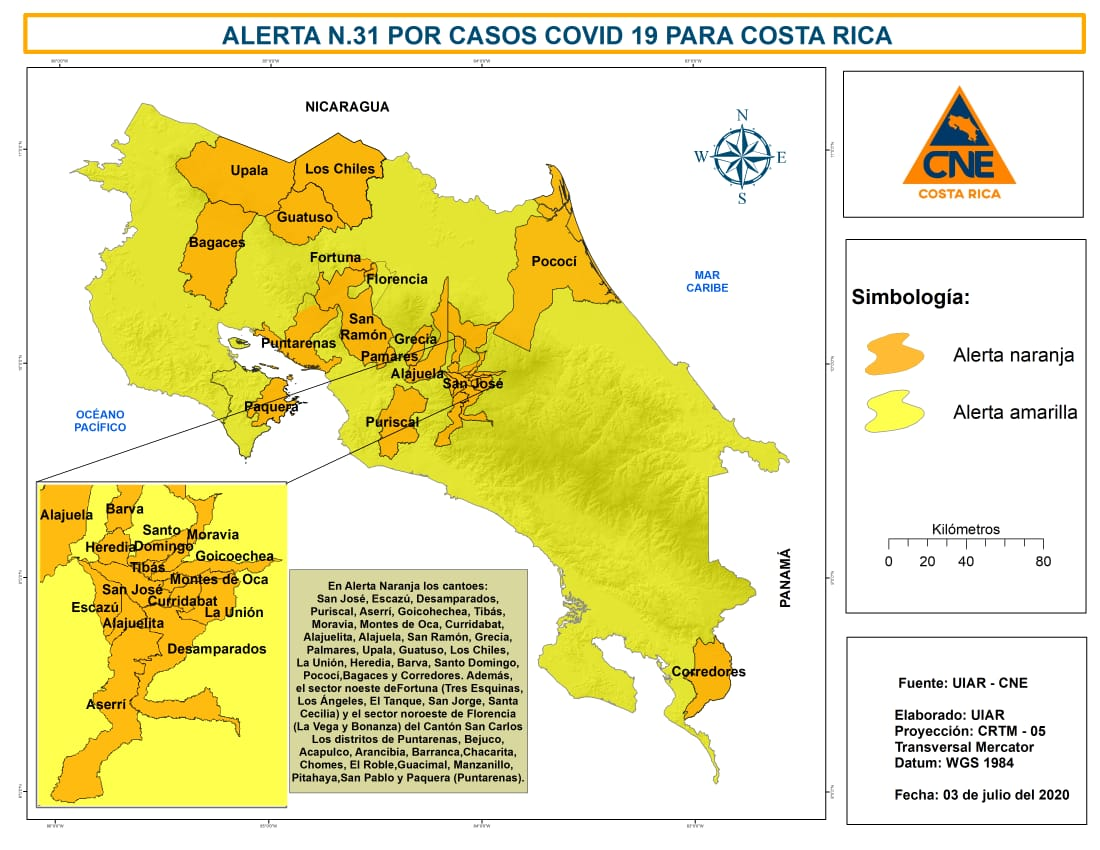 ALERTA N.31 POR CASOS COVID 19 PARA COSTA RICA
NICARAGUA
N
W
E
S
CNE
COSTA RICA
Upala
Los Chiles
Guatuso
Bagaces
Fortuna
Florencia
Pococí
MAR
CARIBE
San
Ramón
Puntarenas
Grecia
Pamares
Alajuela
San José
Paquera
Puriscal
OCÉANO
PACÍFICO
Simbología:
Alerta naranja
Alerta amarilla
Kilómetros
0 20 40 60 80
PANAMÁ
Corredores
Alajuela
Barva
Santo
Domingo
Moravia
Heredia
Goicoechea
Tibás
Montes de Oca
San José
Curridabat
Escazú
La Unión
Alajuelita
Desamparados
Aserrí
En Alerta Naranja los cantoes:
San José, Escazú, Desamparados,
Puriscal, Aserrí, Goicohechea, Tibás,
Moravia, Montes de Oca, Curridabat,
Alajuelita, Alajuela, San Ramón, Grecia,
Palmares, Upala, Guatuso, Los Chiles,
La Unión, Heredia, Barva, Santo Domingo,
Pococí,Bagaces y Corredores. Además,
el sector noeste deFortuna (Tres Esquinas,
Los Ángeles, El Tanque, San Jorge, Santa
Cecilia) y el sector noroeste de Florencia
(La Vega y Bonanza) del Cantón San Carlos
Los distritos de Puntarenas, Bejuco,
Acapulco, Arancibia, Barranca,Chacarita,
Chomes, El Roble,Guacimal, Manzanillo,
Pitahaya,San Pablo y Paquera (Puntarenas).
Fuente: UIAR - CNE
Elaborado: UIAR
Proyección: CRTM - 05
Transversal Mercator
Datum: WGS 1984
Fecha: 03 de julio del 2020